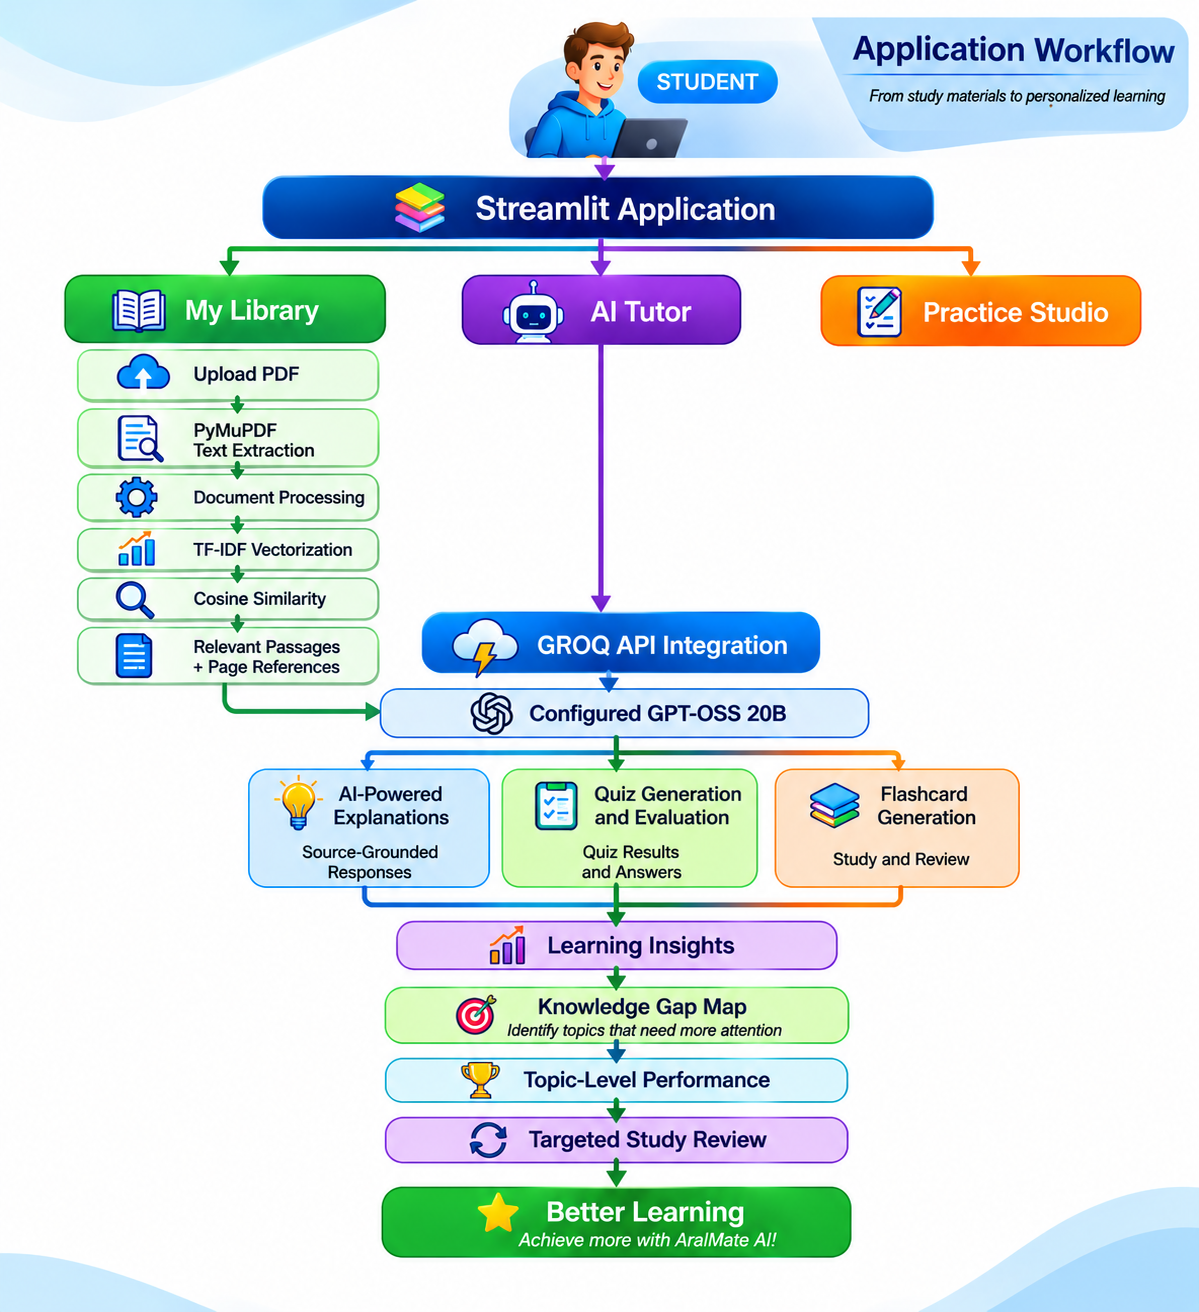 STUDENT
Application Workflow
From study materials to personalized learning
Streamlit Application
My Library
AI Tutor
Practice Studio
Upload PDF
PyMuPDF
Text Extraction
Document Processing
TF-IDF Vectorization
Cosine Similarity
Relevant Passages
+ Page References
GROQ API Integration
Configured GPT-OSS 20B
AI-Powered
Explanations
Source-Grounded
Responses
Quiz Generation
and Evaluation
Quiz Results
and Answers
Flashcard
Generation
Study and Review
Learning Insights
Knowledge Gap Map
Identify topics that need more attention
Topic-Level Performance
Targeted Study Review
Better Learning
Achieve more with AralMate AI!